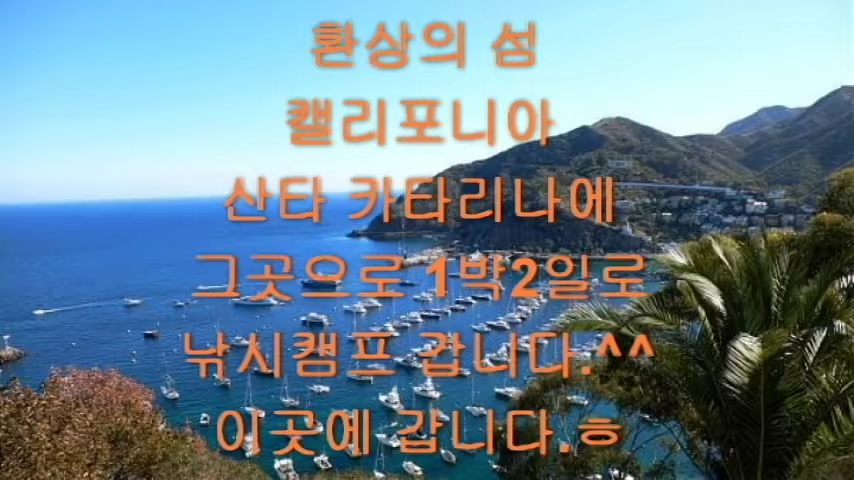 환상의 섬
캘리포니아
산타 카타리나에
그곳으로 1박2일로
낚시캠프 갑니다.^^
이곳에 갑니다.ㅎ